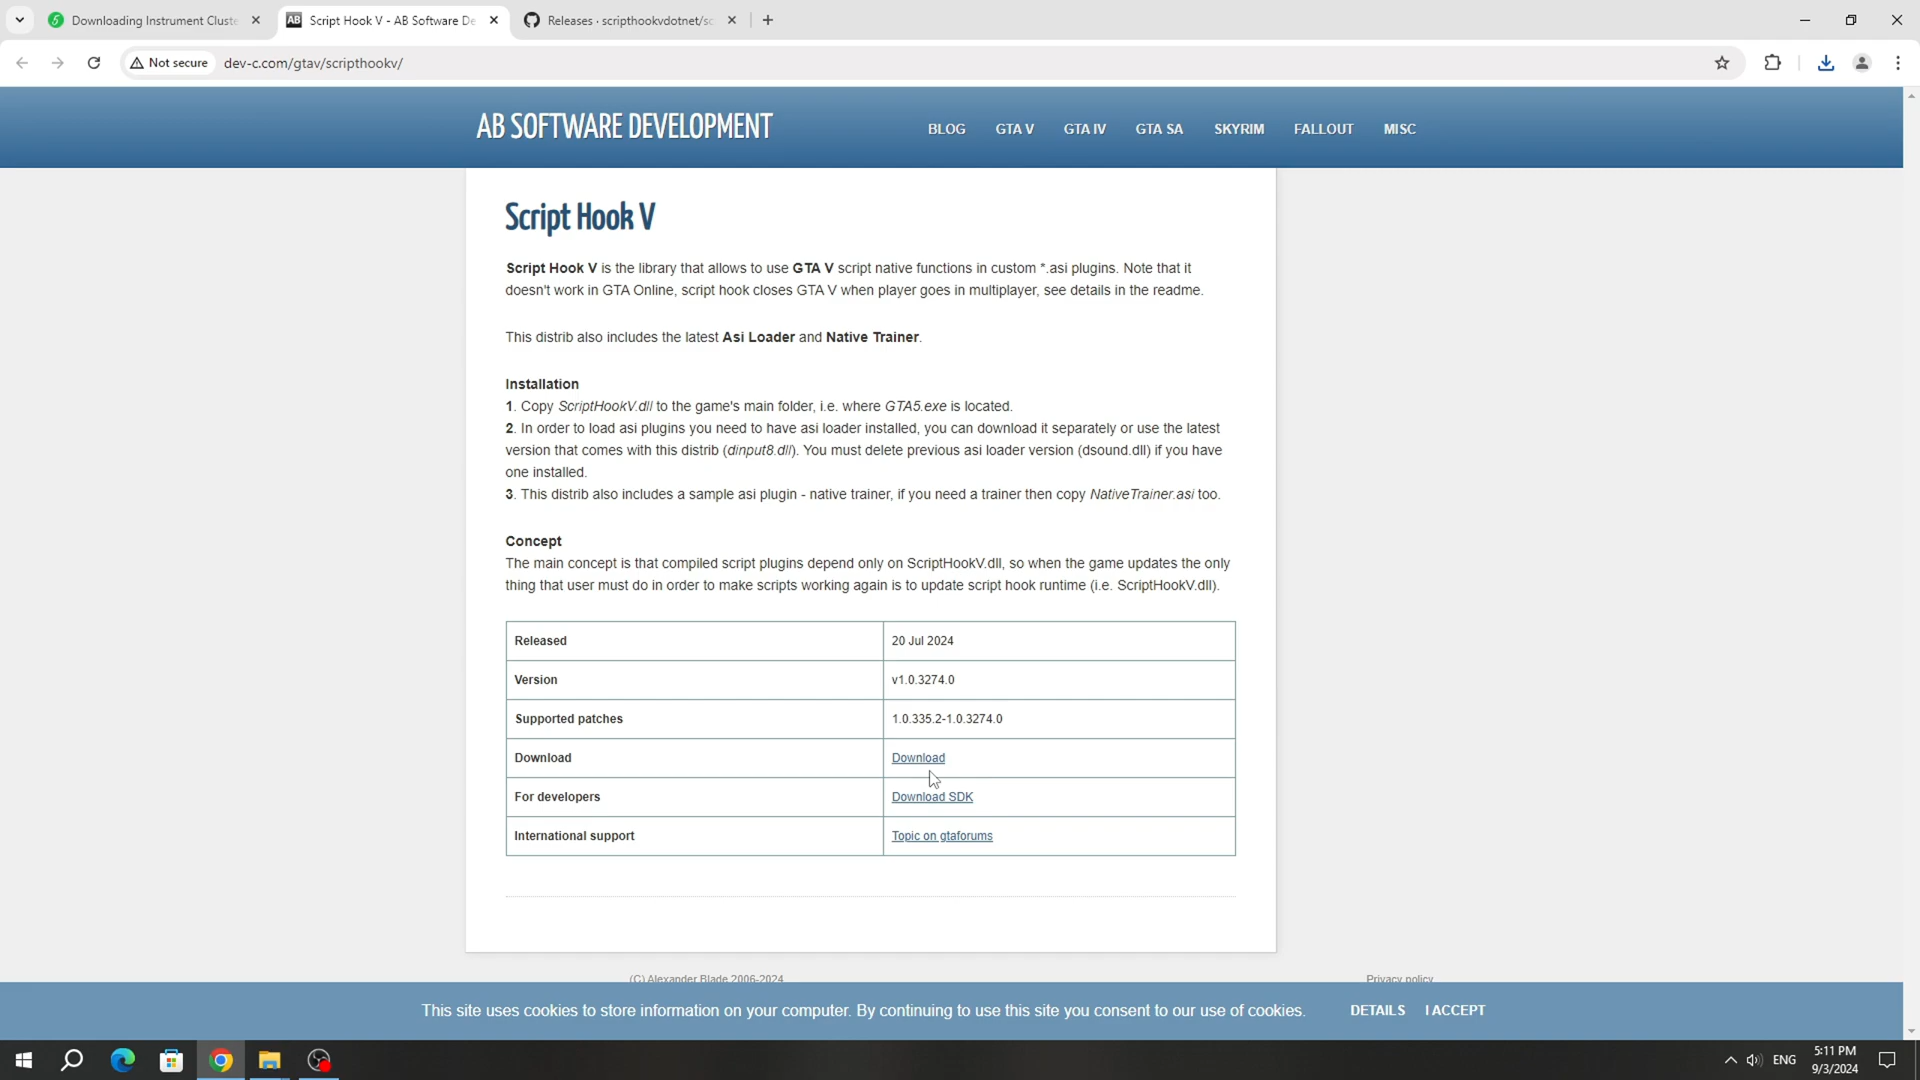 Downloading Instrument Cluste
Script Hook V - AB Software De
Releases · scripthookvdotnet/sc
Not secure
dev-c.com/gtav/scripthookv/
AB SOFTWARE DEVELOPMENT
BLOG
GTA V
GTA IV
GTA SA
SKYRIM
FALLOUT
MISC
Script Hook V
Script Hook V is the library that allows to use GTA V script native functions in custom *.asi plugins. Note that it
doesn't work in GTA Online, script hook closes GTA V when player goes in multiplayer, see details in the readme.
This distrib also includes the latest Asi Loader and Native Trainer.
Installation
1. Copy ScriptHookV.dll to the game's main folder, i.e. where GTA5.exe is located.
2. In order to load asi plugins you need to have asi loader installed, you can download it separately or use the latest
version that comes with this distrib (dinput8.dll). You must delete previous asi loader version (dsound.dll) if you have
one installed.
3. This distrib also includes a sample asi plugin - native trainer, if you need a trainer then copy NativeTrainer.asi too.
Concept
The main concept is that compiled script plugins depend only on ScriptHookV.dll, so when the game updates the only
thing that user must do in order to make scripts working again is to update script hook runtime (i.e. ScriptHookV.dll).
Released 20 Jul 2024
Version v1.0.3274.0
Supported patches 1.0.335.2-1.0.3274.0
Download Download
For developers Download SDK
International support Topic on gtaforums
(C) Alexander Blade 2006-2024
Privacy policy
This site uses cookies to store information on your computer. By continuing to use this site you consent to our use of cookies.
DETAILS
I ACCEPT
ENG
5:11 PM
9/3/2024